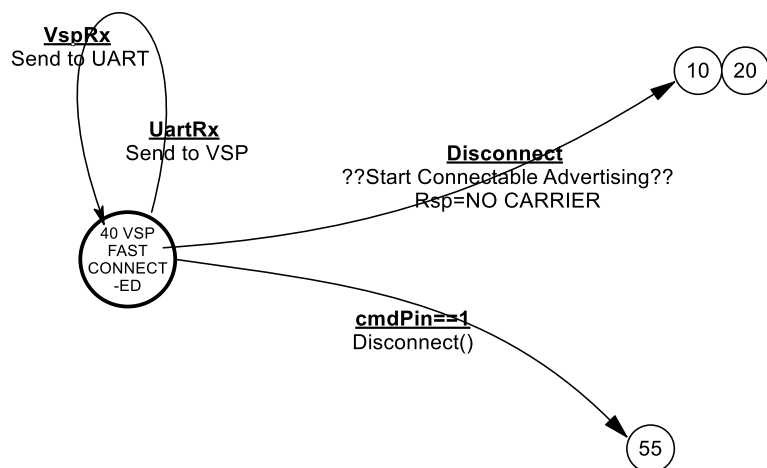 VspRx
Send to UART
UartRx
Send to VSP
10
20
Disconnect
??Start Connectable Advertising??
Rsp=NO CARRIER
40 VSP
FAST
CONNECT
-ED
cmdPin==1
Disconnect()
55